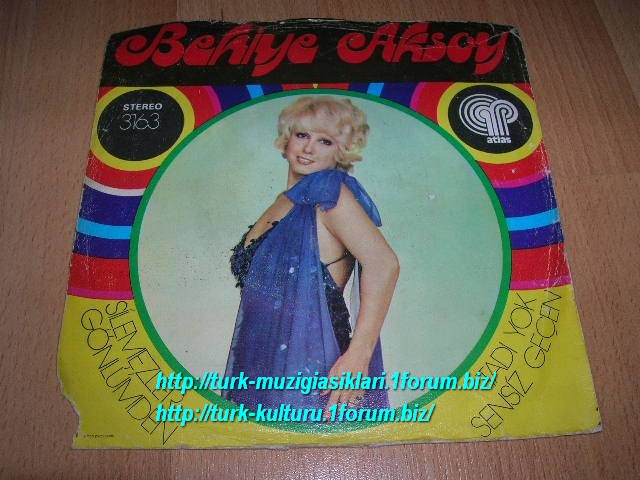 Behiye Aksoy
STEREO
3163
atlas
SİLEMEZLER
GÖNLÜMDEN
TADI YOK
SENSİZ GEÇEN
http://turk-muzigiasiklari.1forum.biz/
http://turk-kulturu.1forum.biz/